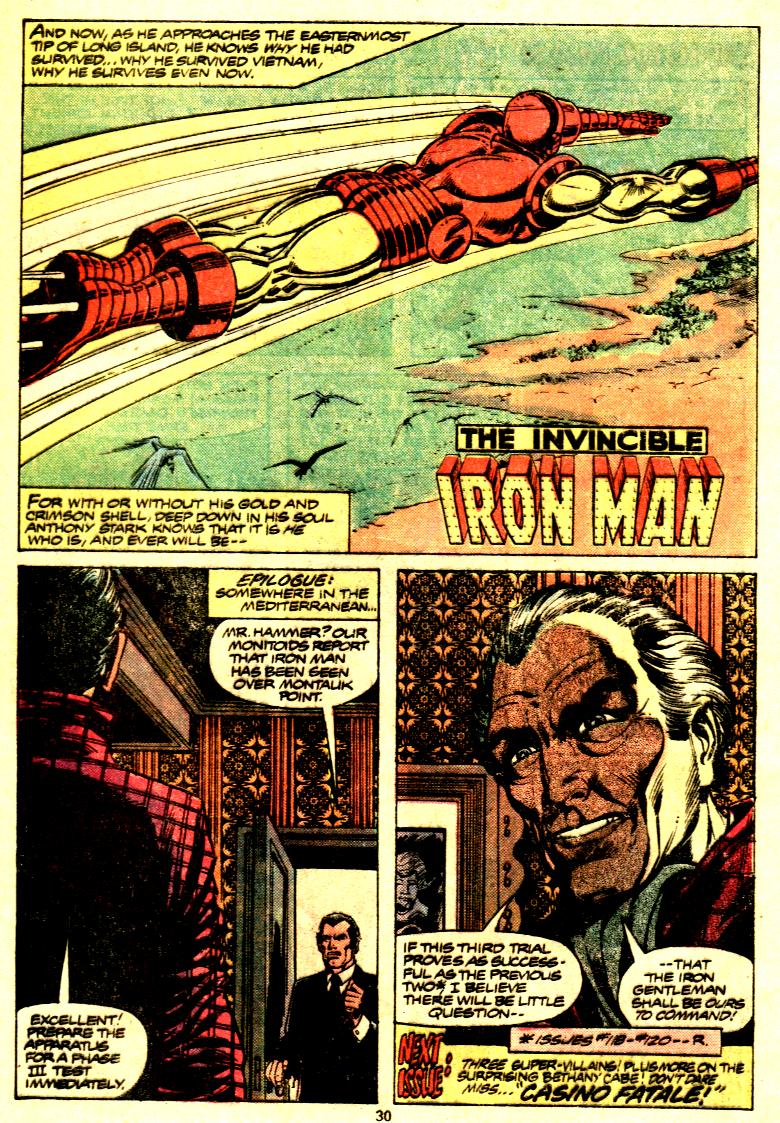 AND NOW, AS HE APPROACHES THE EASTERNMOST
TIP OF LONG ISLAND, HE KNOWS WHY HE HAD
SURVIVED... WHY HE SURVIVED VIETNAM,
WHY HE SURVIVES EVEN NOW.
FOR WITH OR WITHOUT HIS GOLD AND
CRIMSON SHELL, DEEP DOWN IN HIS SOUL
ANTHONY STARK KNOWS THAT IT IS HE
WHO IS, AND EVER WILL BE--
THE INVINCIBLE
IRON MAN
EPILOGUE:
SOMEWHERE IN THE
MEDITERRANEAN...
MR. HAMMER? OUR
MONITOIDS REPORT
THAT IRON MAN
HAS BEEN SEEN
OVER MONTAUK
POINT.
EXCELLENT!
PREPARE THE
APPARATUS
FOR A PHASE
III TEST
IMMEDIATELY.
IF THIS THIRD TRIAL
PROVES AS SUCCESS-
FUL AS THE PREVIOUS
TWO* I BELIEVE
THERE WILL BE LITTLE
QUESTION--
--THAT
THE IRON
GENTLEMAN
SHALL BE OURS
TO COMMAND!
* ISSUES #118-#120--R.
NEXT ISSUE:
THREE SUPER-VILLAINS! PLUS MORE ON THE
SURPRISING BETHANY CABE! DON'T DARE
MISS... "CASINO FATALE!"
30